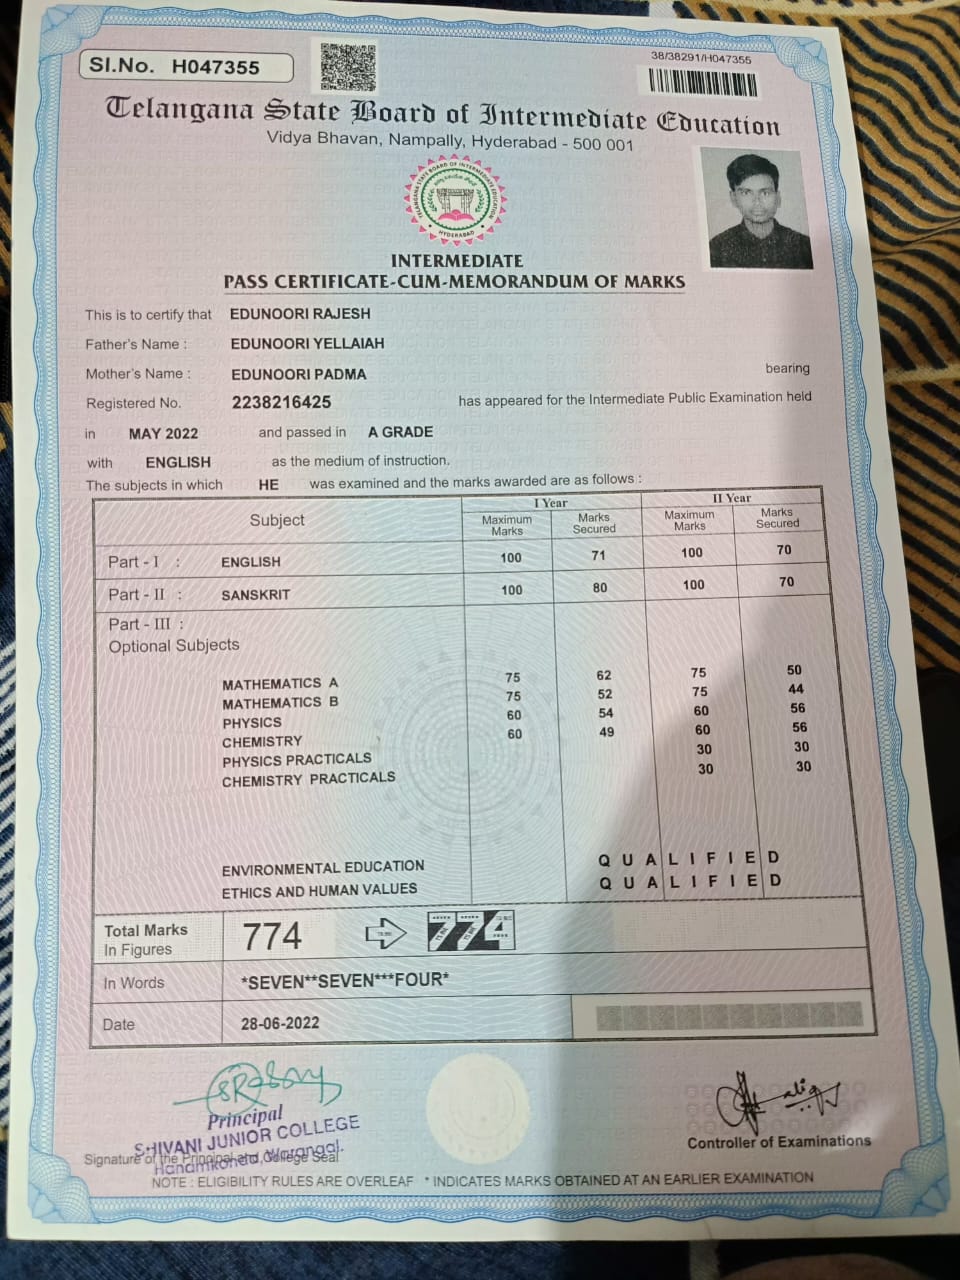 Sl.No. H047355
38/38291/H047355
Telangana State Board of Intermediate Education
Vidya Bhavan, Nampally, Hyderabad - 500 001
TELANGANA STATE BOARD OF INTERMEDIATE EDUCATION
HYDERABAD
INTERMEDIATE
PASS CERTIFICATE-CUM-MEMORANDUM OF MARKS
This is to certify that EDUNOORI RAJESH
Father's Name : EDUNOORI YELLAIAH
Mother's Name : EDUNOORI PADMA bearing
Registered No. 2238216425 has appeared for the Intermediate Public Examination held
in MAY 2022 and passed in A GRADE
with ENGLISH as the medium of instruction.
The subjects in which HE was examined and the marks awarded are as follows :
Subject I Year II Year
Maximum Marks Marks Secured Maximum Marks Marks Secured
Part - I : ENGLISH 100 71 100 70
Part - II : SANSKRIT 100 80 100 70
Part - III :
Optional Subjects
MATHEMATICS A 75 62 75 50
MATHEMATICS B 75 52 75 44
PHYSICS 60 54 60 56
CHEMISTRY 60 49 60 56
PHYSICS PRACTICALS 30 30
CHEMISTRY PRACTICALS 30 30
ENVIRONMENTAL EDUCATION QUALIFIED
ETHICS AND HUMAN VALUES QUALIFIED
Total Marks In Figures 774 774
In Words *SEVEN**SEVEN***FOUR*
Date 28-06-2022
Principal
SHIVANI JUNIOR COLLEGE
Hanamkonda, Warangal.
Signature of the Principal and College Seal
Controller of Examinations
NOTE : ELIGIBILITY RULES ARE OVERLEAF * INDICATES MARKS OBTAINED AT AN EARLIER EXAMINATION